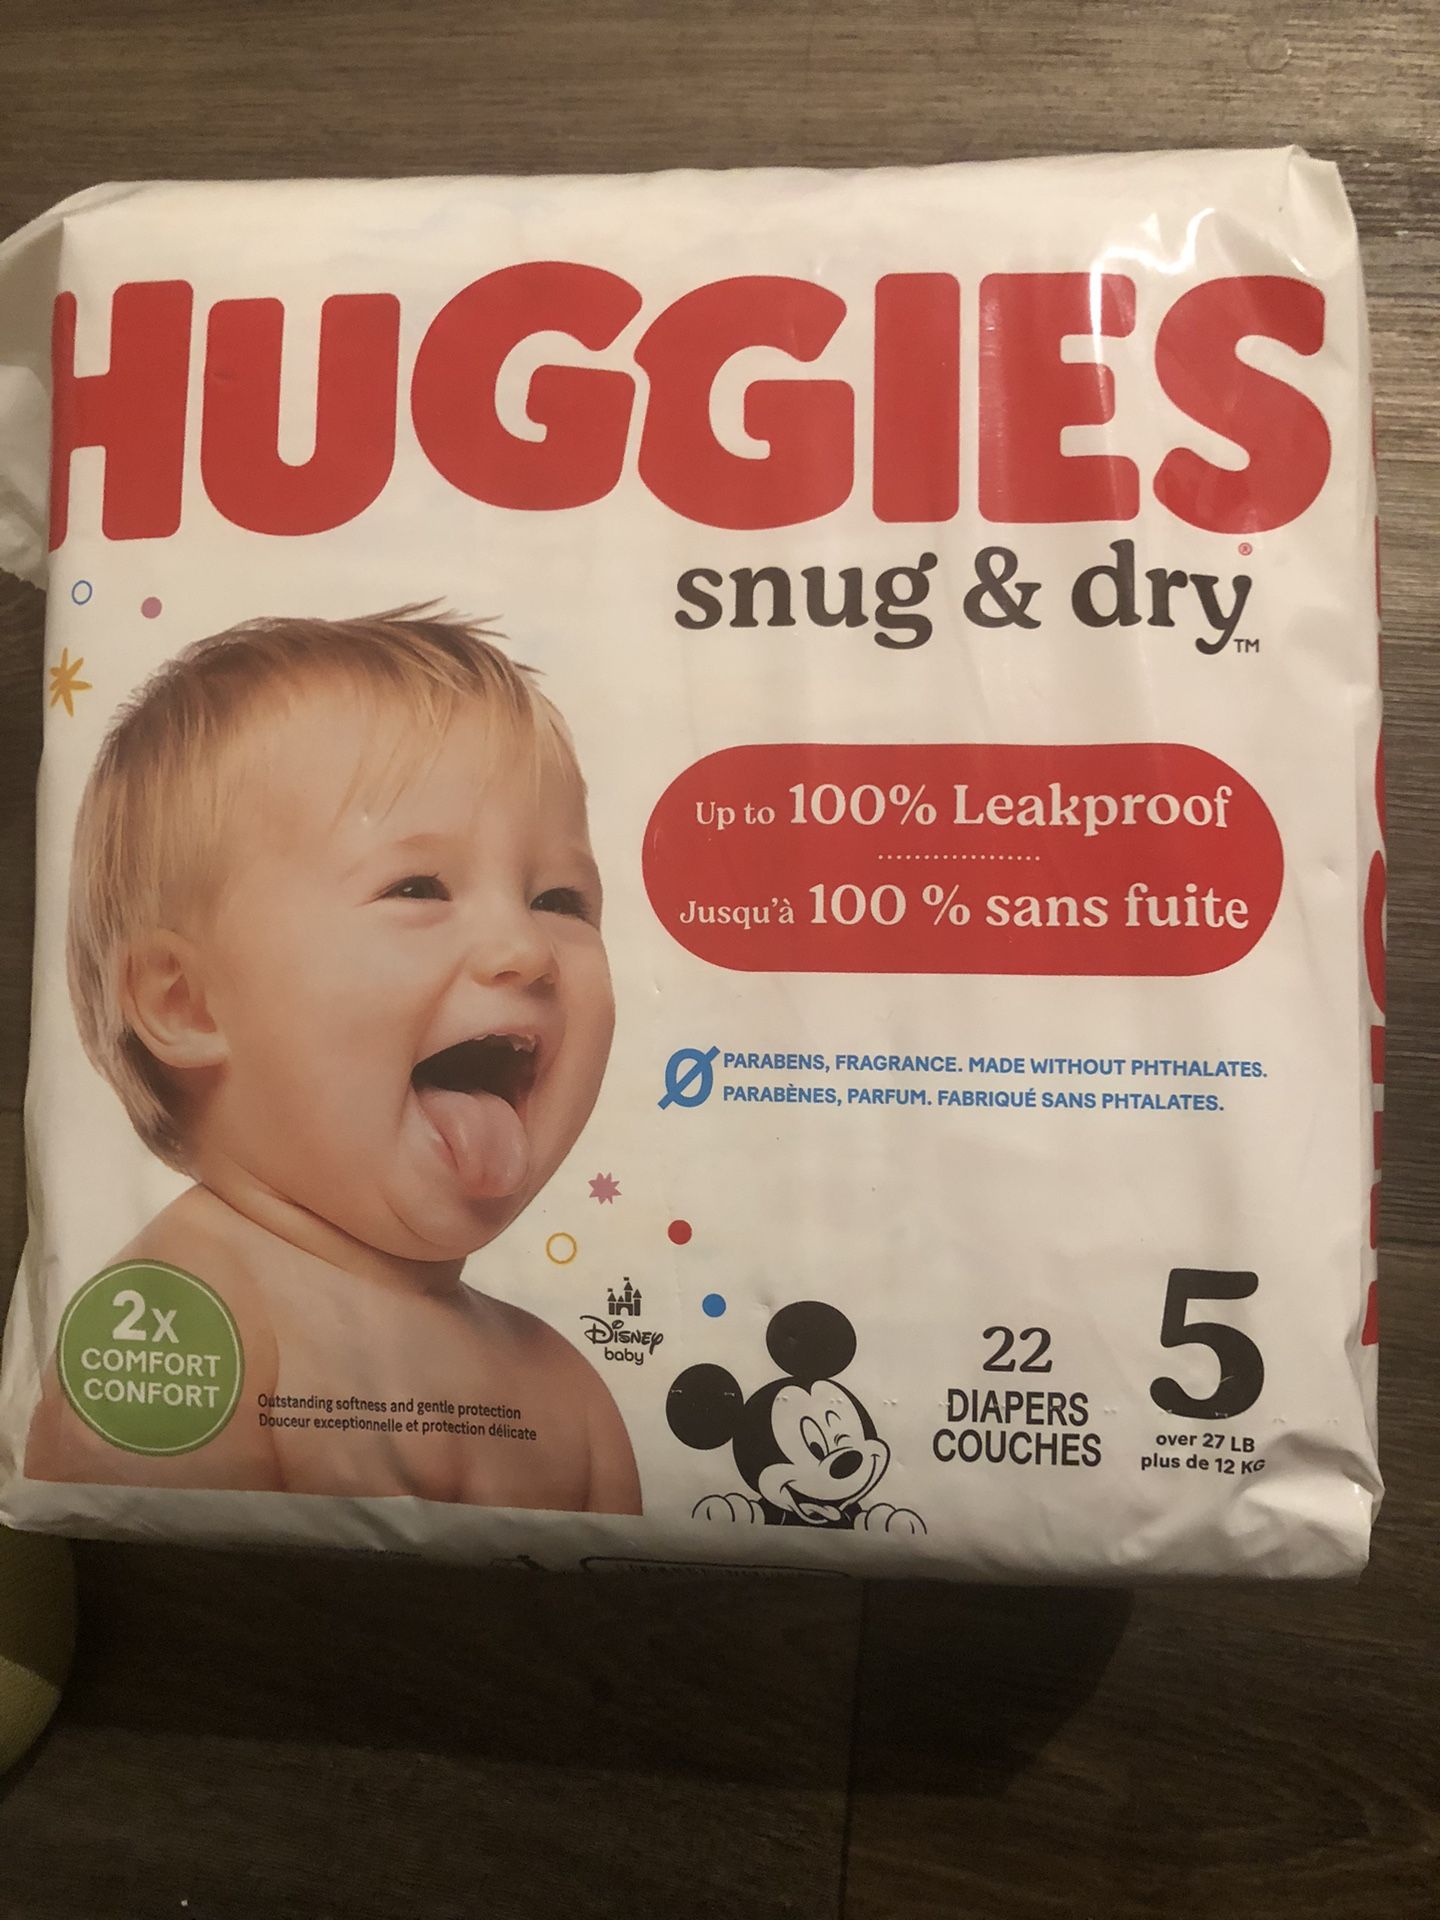 HUGGIES®
snug & dry™
Up to 100% Leakproof
Jusqu'à 100 % sans fuite
PARABENS, FRAGRANCE. MADE WITHOUT PHTHALATES.
PARABÈNES, PARFUM. FABRIQUÉ SANS PHTALATES.
2x
COMFORT
CONFORT
Outstanding softness and gentle protection
Douceur exceptionnelle et protection délicate
Disney
baby
22
DIAPERS
COUCHES
5
over 27 LB
plus de 12 KG